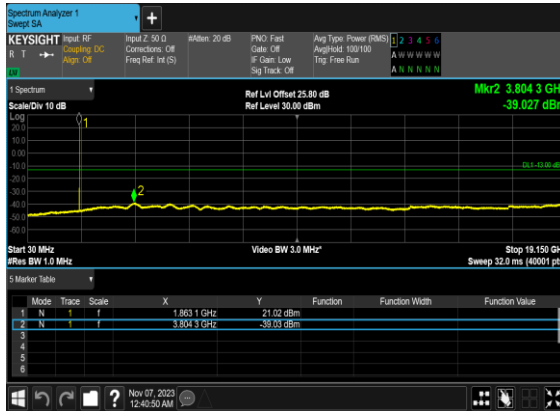 Spectrum Analyzer 1
Swept SA
+
KEYSIGHT Input: RF Input Z: 50 Ω #Atten: 20 dB PNO: Fast Avg Type: Power (RMS) 1 2 3 4 5 6
R T Coupling: DC Corrections: Off Gate: Off Avg|Hold: 100/100 A W W W W W
Align: Off Freq Ref: Int (S) IF Gain: Low Trig: Free Run
Sig Track: Off A N N N N N
1 Spectrum
Scale/Div 10 dB
Ref Lvl Offset 25.80 dB
Ref Level 30.00 dBm
Mkr2 3.804 3 GHz
-39.027 dBm
Log
20.0
10.0
0.00
-10.0
-20.0
-30.0
-40.0
-50.0
-60.0
1
2
DL1 -13.00 dB
Start 30 MHz Video BW 3.0 MHz* Stop 19.150 GH
#Res BW 1.0 MHz Sweep 32.0 ms (40001 pt
5 Marker Table
Mode Trace Scale X Y Function Function Width Function Value
1 N 1 f 1.863 1 GHz 21.02 dBm
2 N 1 f 3.804 3 GHz -39.03 dBm
3
4
5
6
? Nov 07, 2023
12:40:50 AM